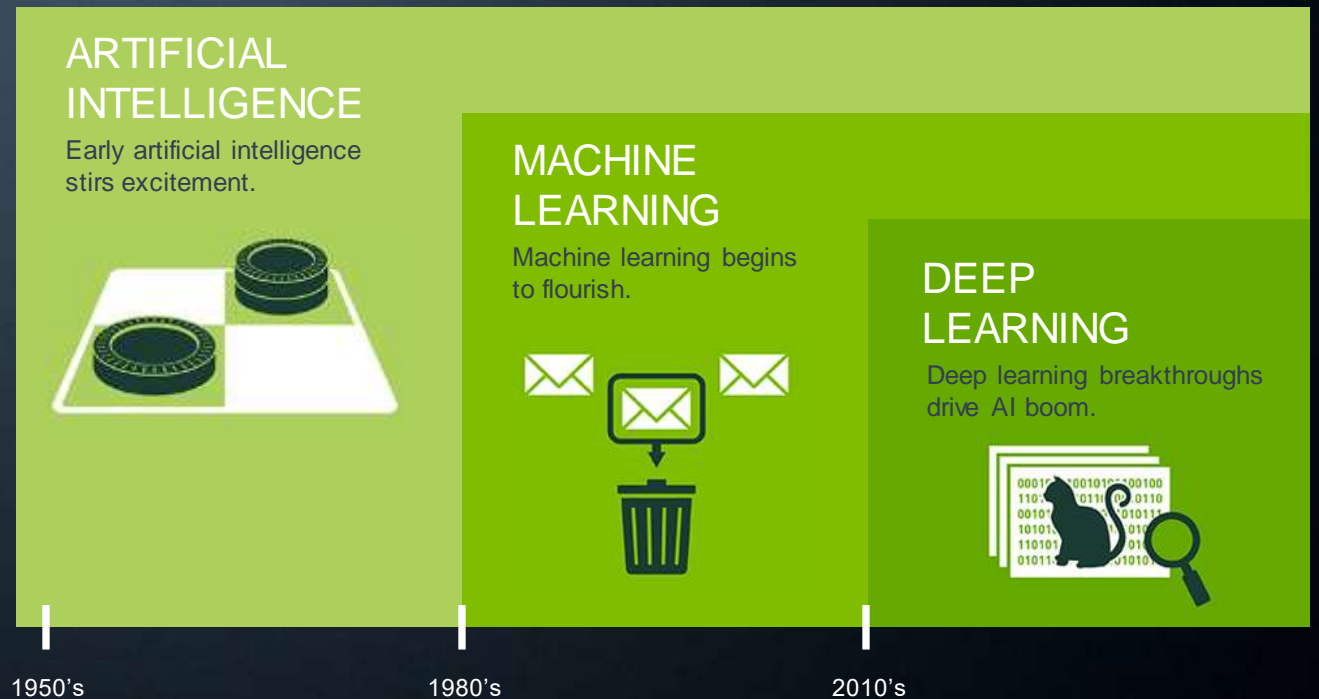 ARTIFICIAL
INTELLIGENCE
Early artificial intelligence
stirs excitement.
MACHINE
LEARNING
Machine learning begins
to flourish.
DEEP
LEARNING
Deep learning breakthroughs
drive AI boom.
1950's
1980's
2010's